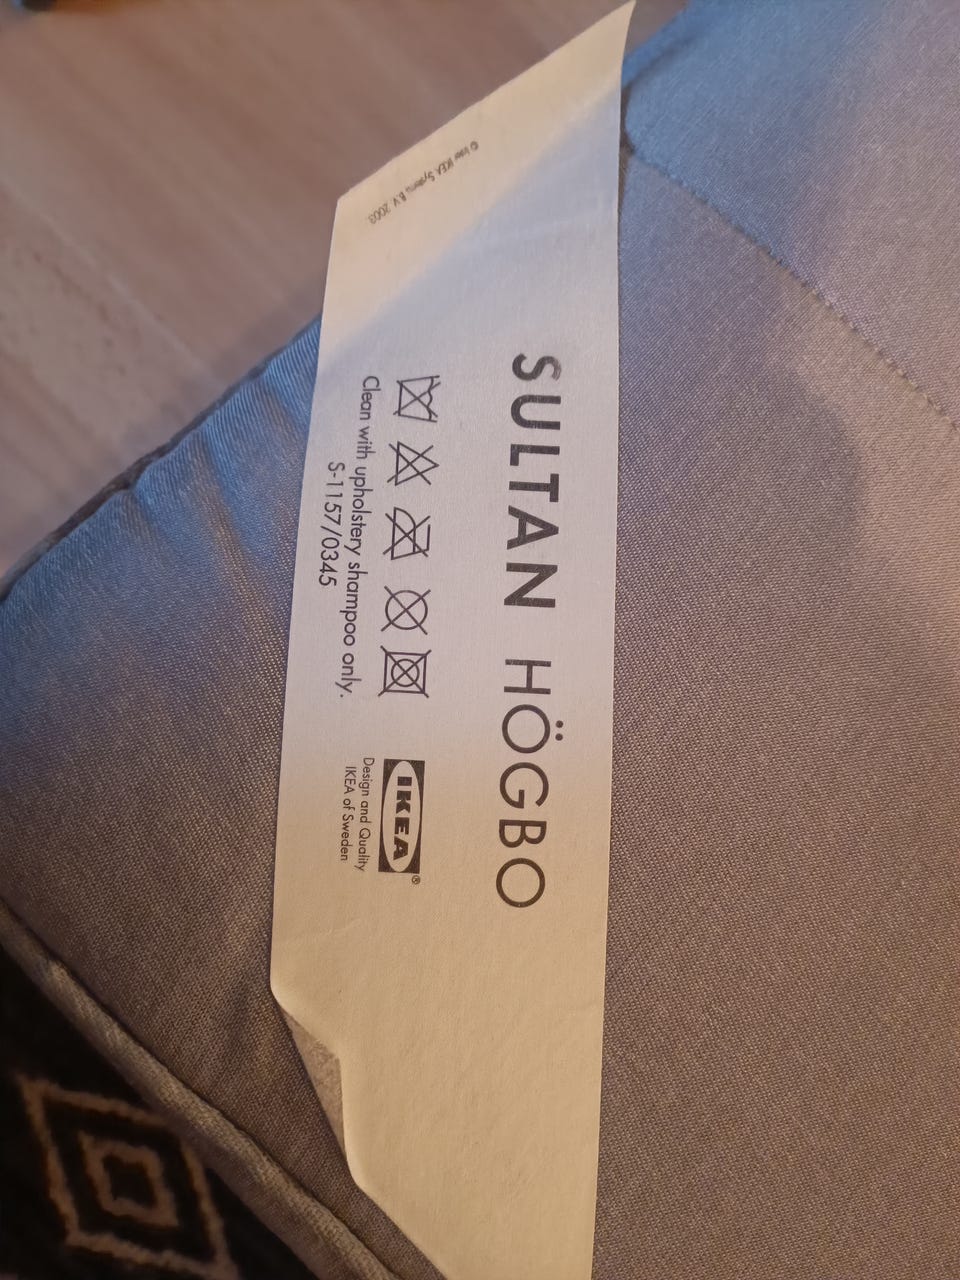 SULTAN HÖGBO
Clean with upholstery shampoo only.
S-1157/0345
IKEA®
Design and Quality
IKEA of Sweden
© Inter IKEA Systems B.V. 2003.